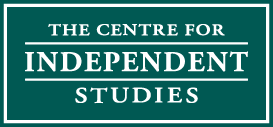 THE CENTRE FOR
INDEPENDENT
STUDIES